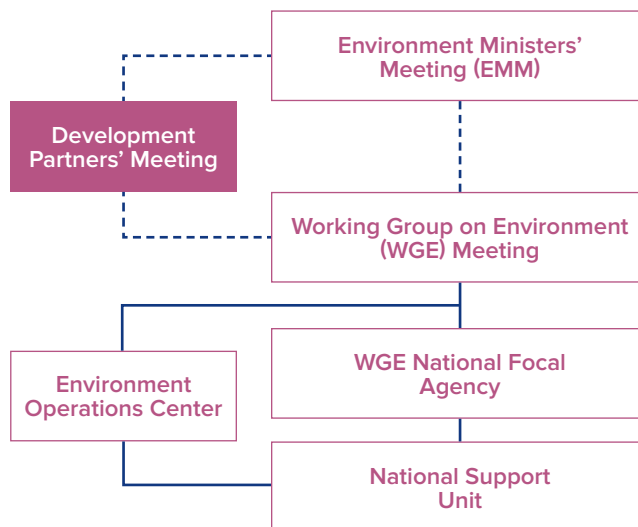 Environment Ministers’
Meeting (EMM)
Development
Partners’ Meeting
Working Group on Environment
(WGE) Meeting
WGE National Focal
Agency
Environment
Operations Center
National Support
Unit